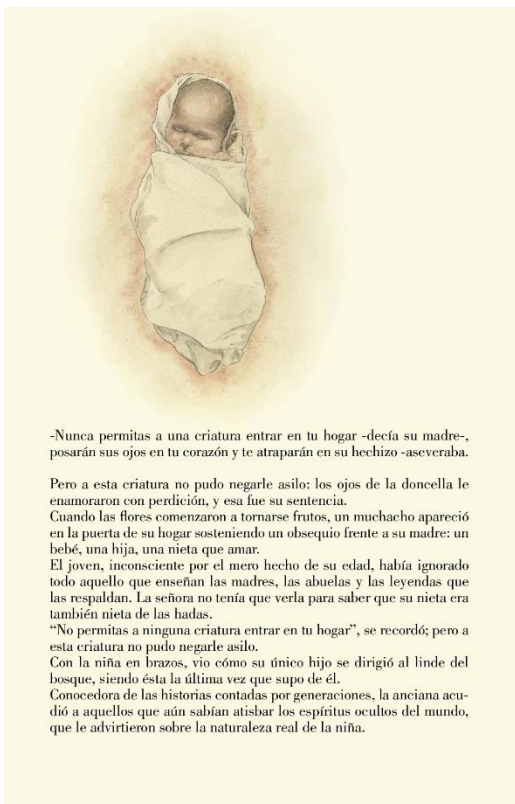 -Nunca permitas a una criatura entrar en tu hogar -decía su madre-,
posarán sus ojos en tu corazón y te atraparán en su hechizo -aseveraba.
Pero a esta criatura no pudo negarle asilo: los ojos de la doncella le
enamoraron con perdición, y esa fue su sentencia.
Cuando las flores comenzaron a tornarse frutos, un muchacho apareció
en la puerta de su hogar sosteniendo un obsequio frente a su madre: un
bebé, una hija, una nieta que amar.
El joven, inconsciente por el mero hecho de su edad, había ignorado
todo aquello que enseñan las madres, las abuelas y las leyendas que
las respaldan. La señora no tenía que verla para saber que su nieta era
también nieta de las hadas.
“No permitas a ninguna criatura entrar en tu hogar”, se recordó; pero a
esta criatura no pudo negarle asilo.
Con la niña en brazos, vio cómo su único hijo se dirigió al linde del
bosque, siendo ésta la última vez que supo de él.
Conocedora de las historias contadas por generaciones, la anciana acu-
dió a aquellos que aún sabían atisbar los espíritus ocultos del mundo,
que le advirtieron sobre la naturaleza real de la niña.